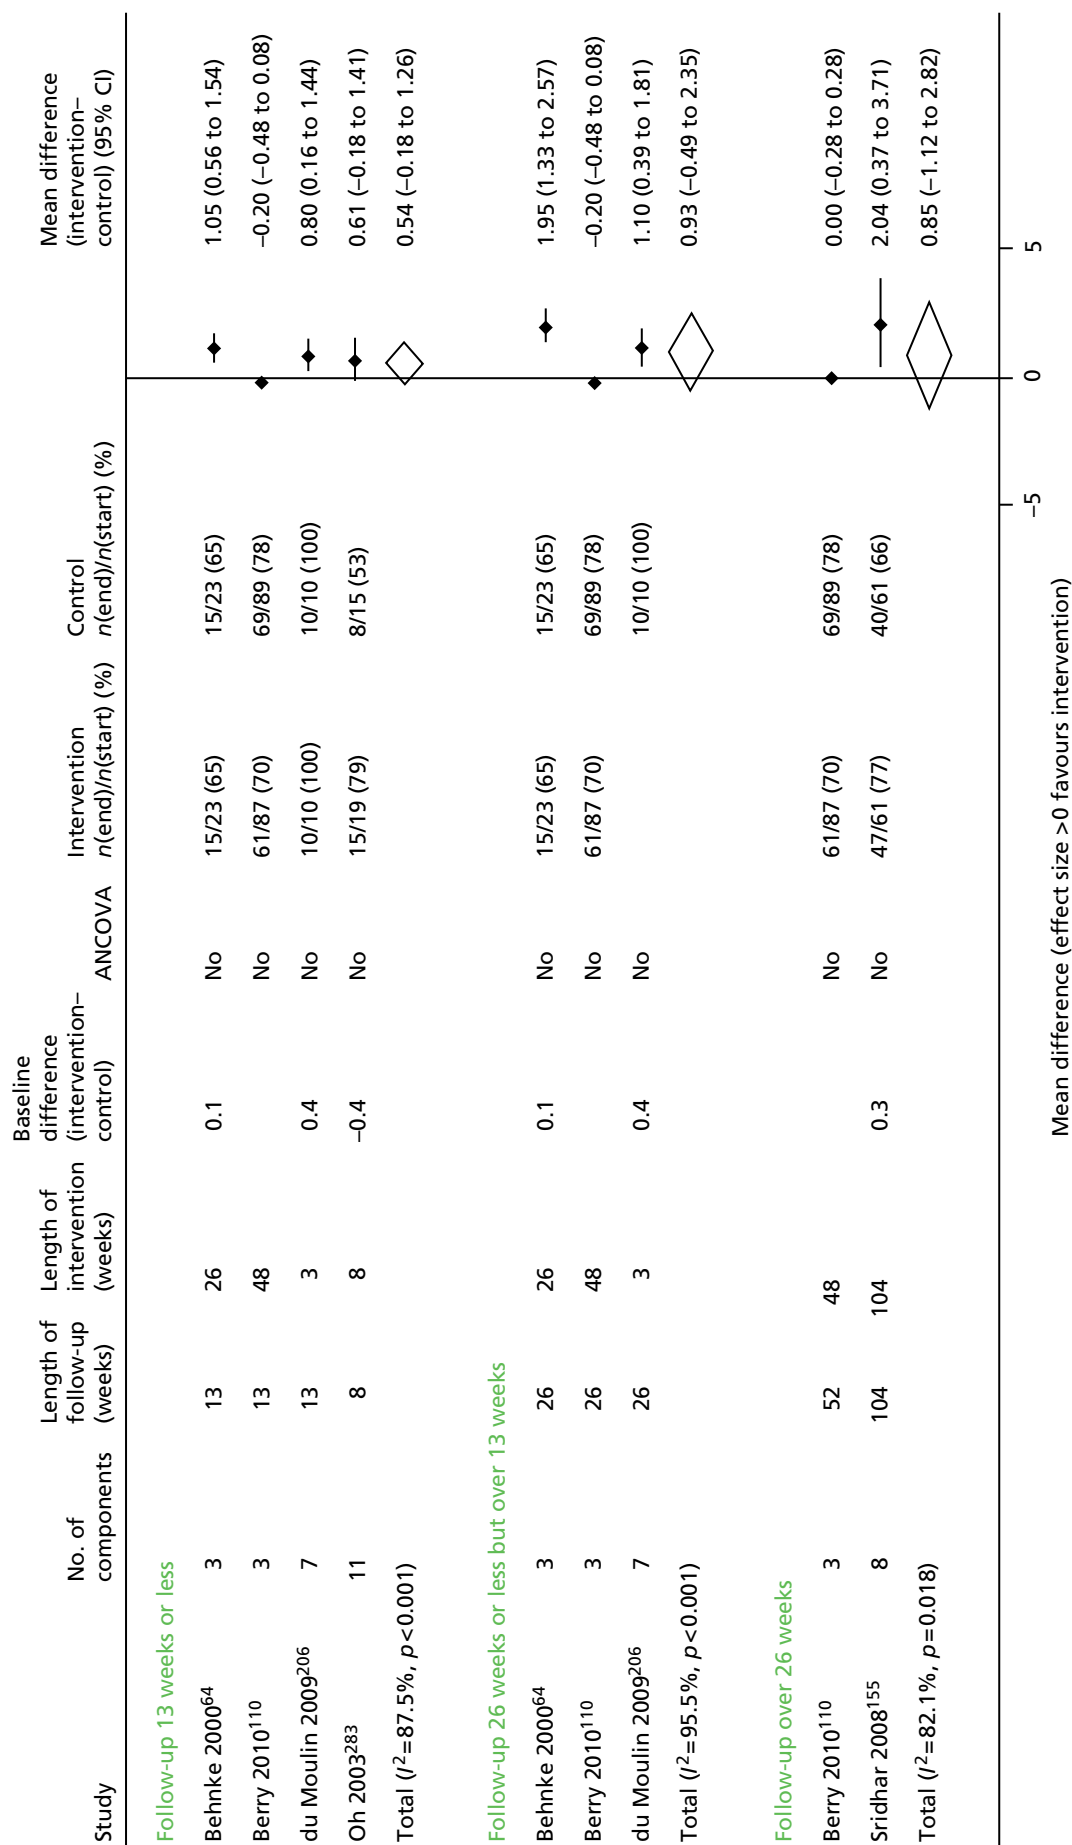 Study No. of components Length of follow-up (weeks) Length of intervention (weeks) Baseline difference (intervention–control) ANCOVA Intervention n(end)/n(start) (%) Control n(end)/n(start) (%) Mean difference (intervention–control) (95% CI)
Follow-up 13 weeks or less
Behnke 2000⁶⁴ 3 13 26 0.1 No 15/23 (65) 15/23 (65) 1.05 (0.56 to 1.54)
Berry 2010¹¹⁰ 3 13 48 No 61/87 (70) 69/89 (78) –0.20 (–0.48 to 0.08)
du Moulin 2009²⁰⁶ 7 13 3 0.4 No 10/10 (100) 10/10 (100) 0.80 (0.16 to 1.44)
Oh 2003²⁸³ 11 8 8 –0.4 No 15/19 (79) 8/15 (53) 0.61 (–0.18 to 1.41)
Total (I²=87.5%, p<0.001) 0.54 (–0.18 to 1.26)
Follow-up 26 weeks or less but over 13 weeks
Behnke 2000⁶⁴ 3 26 26 0.1 No 15/23 (65) 15/23 (65) 1.95 (1.33 to 2.57)
Berry 2010¹¹⁰ 3 26 48 No 61/87 (70) 69/89 (78) –0.20 (–0.48 to 0.08)
du Moulin 2009²⁰⁶ 7 26 3 0.4 No 10/10 (100) 1.10 (0.39 to 1.81)
Total (I²=95.5%, p<0.001) 0.93 (–0.49 to 2.35)
Follow-up over 26 weeks
Berry 2010¹¹⁰ 3 52 48 No 61/87 (70) 69/89 (78) 0.00 (–0.28 to 0.28)
Sridhar 2008¹⁵⁵ 8 104 104 0.3 No 47/61 (77) 40/61 (66) 2.04 (0.37 to 3.71)
Total (I²=82.1%, p=0.018) 0.85 (–1.12 to 2.82)
–5 0 5
Mean difference (effect size >0 favours intervention)